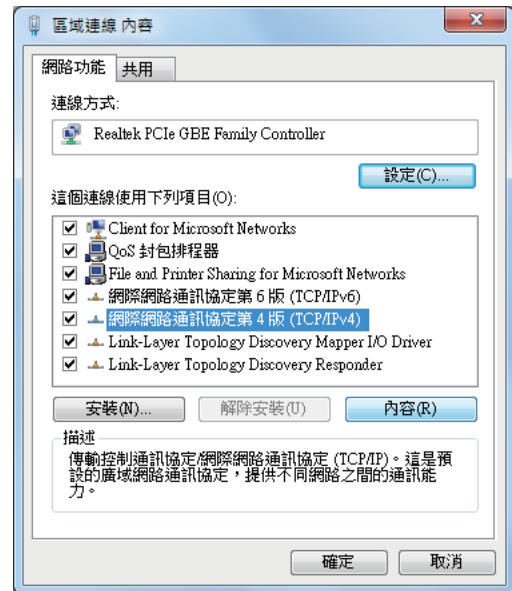 區域連線 內容
網路功能 共用
連線方式:
Realtek PCIe GBE Family Controller
設定(C)...
這個連線使用下列項目(O):
Client for Microsoft Networks
QoS 封包排程器
File and Printer Sharing for Microsoft Networks
網際網路通訊協定第 6 版 (TCP/IPv6)
網際網路通訊協定第 4 版 (TCP/IPv4)
Link-Layer Topology Discovery Mapper I/O Driver
Link-Layer Topology Discovery Responder
安裝(N)... 解除安裝(U) 內容(R)
描述
傳輸控制通訊協定/網際網路通訊協定 (TCP/IP)。這是預
設的廣域網路通訊協定，提供不同網路之間的通訊能
力。
確定 取消